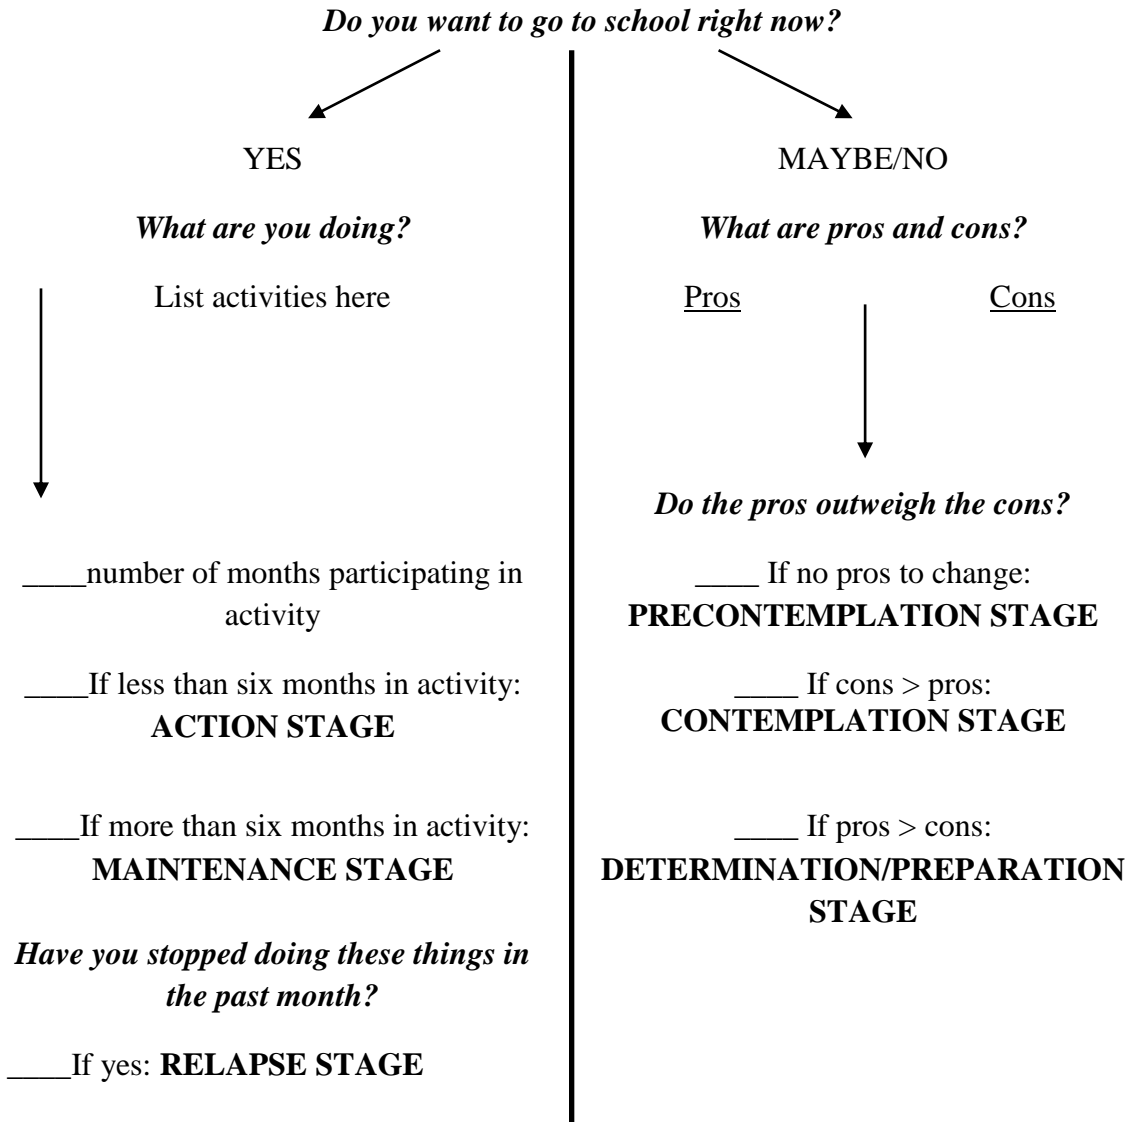 Do you want to go to school right now?
YES
What are you doing?
List activities here
____number of months participating in
activity
____If less than six months in activity:
ACTION STAGE
____If more than six months in activity:
MAINTENANCE STAGE
Have you stopped doing these things in
the past month?
____If yes: RELAPSE STAGE
MAYBE/NO
What are pros and cons?
Pros Cons
Do the pros outweigh the cons?
____ If no pros to change:
PRECONTEMPLATION STAGE
____ If cons > pros:
CONTEMPLATION STAGE
____ If pros > cons:
DETERMINATION/PREPARATION
STAGE